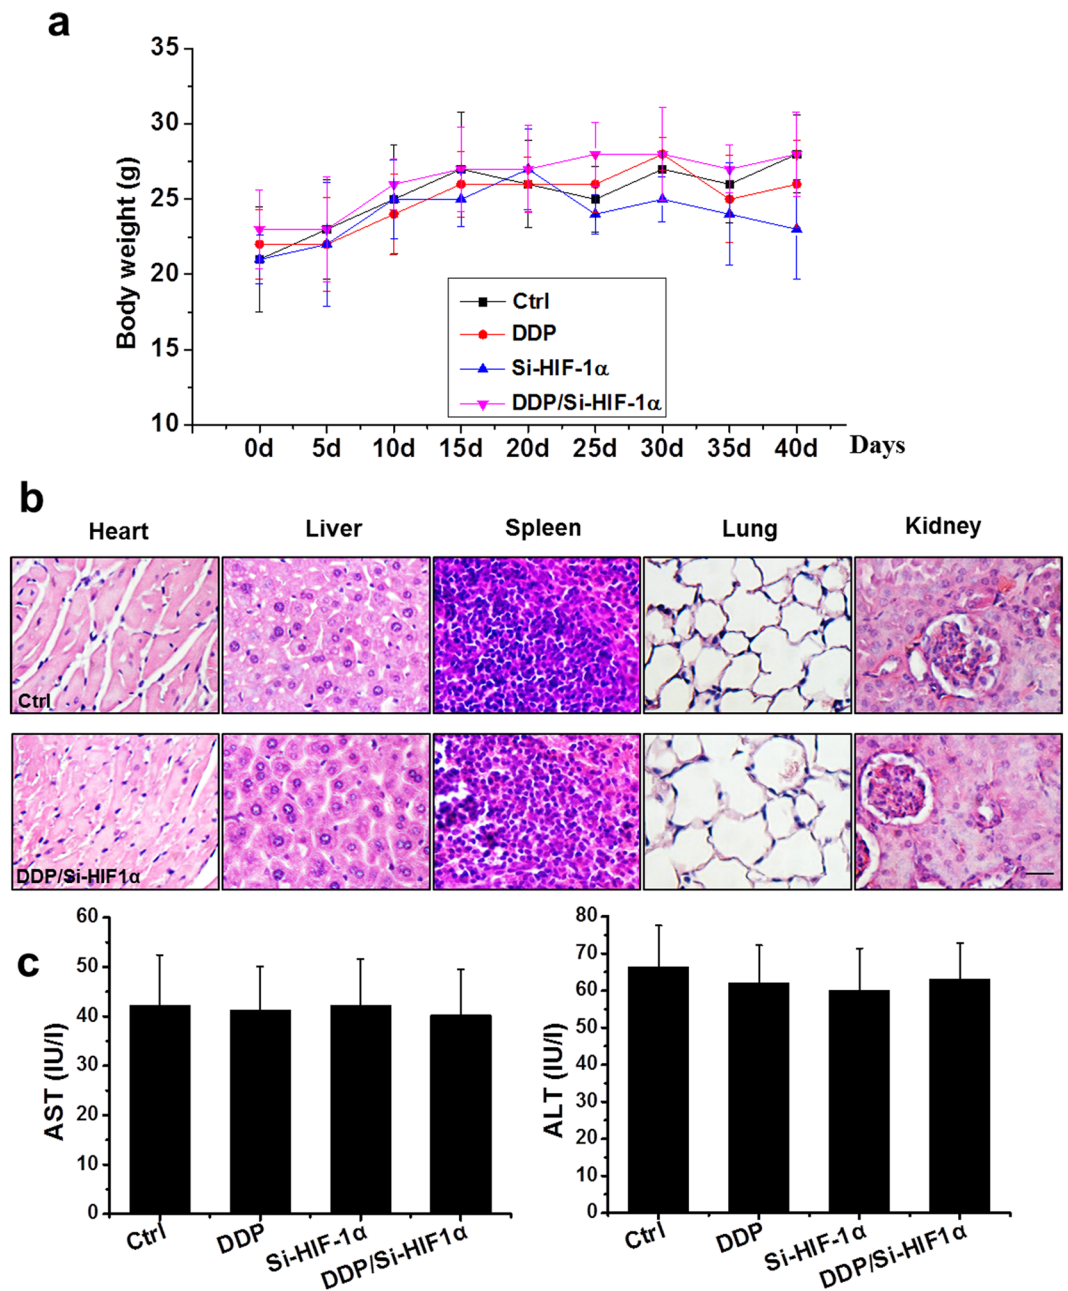 a
35
30
25
20
15
10
Body weight (g)
Ctrl
DDP
Si-HIF-1α
DDP/Si-HIF-1α
0d 5d 10d 15d 20d 25d 30d 35d 40d Days
b
Heart Liver Spleen Lung Kidney
Ctrl
DDP/Si-HIF1α
c
60
50
40
30
20
10
0
AST (IU/l)
Ctrl DDP Si-HIF-1α DDP/Si-HIF1α
80
70
60
50
40
30
20
10
0
ALT (IU/l)
Ctrl DDP Si-HIF-1α DDP/Si-HIF1α